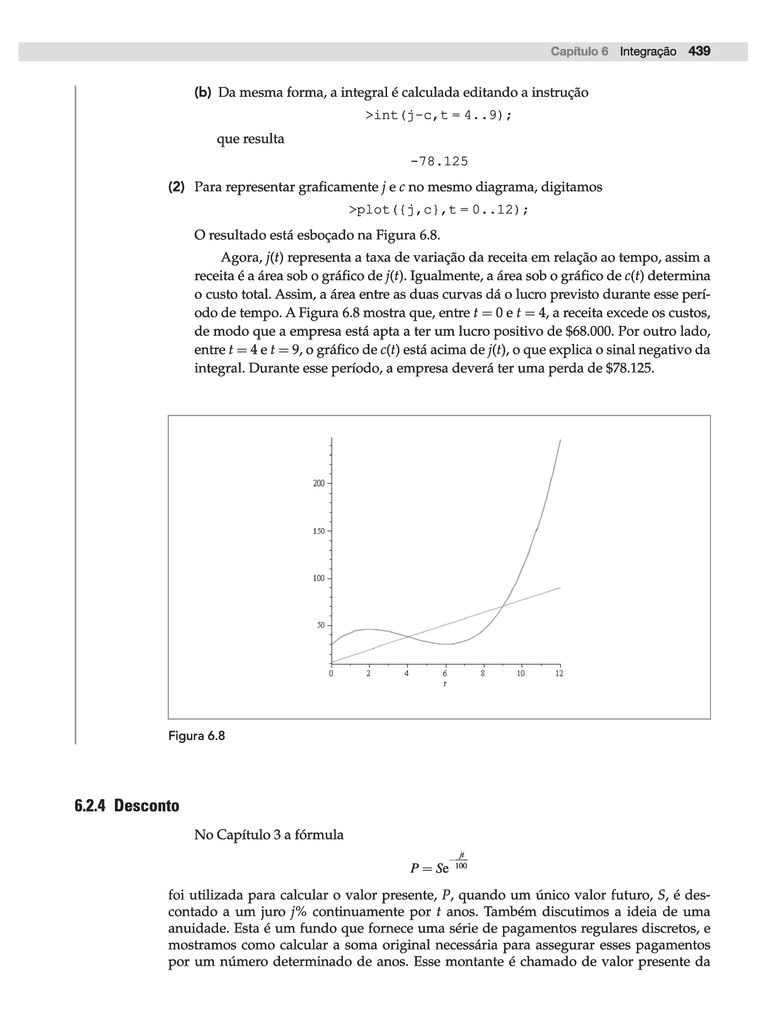 Capítulo 6 Integração 439
(b) Da mesma forma, a integral é calculada editando a instrução
>int(j-c,t = 4..9);
que resulta
-78.125
(2) Para representar graficamente j e c no mesmo diagrama, digitamos
>plot({j,c},t = 0..12);
O resultado está esboçado na Figura 6.8.
Agora, j(t) representa a taxa de variação da receita em relação ao tempo, assim a
receita é a área sob o gráfico de j(t). Igualmente, a área sob o gráfico de c(t) determina
o custo total. Assim, a área entre as duas curvas dá o lucro previsto durante esse perí-
odo de tempo. A Figura 6.8 mostra que, entre t = 0 e t = 4, a receita excede os custos,
de modo que a empresa está apta a ter um lucro positivo de $68.000. Por outro lado,
entre t = 4 e t = 9, o gráfico de c(t) está acima de j(t), o que explica o sinal negativo da
integral. Durante esse período, a empresa deverá ter uma perda de $78.125.
200
150
100
50
0 2 4 6 8 10 12
t
Figura 6.8
6.2.4 Desconto
No Capítulo 3 a fórmula
P = Se^(-jt/100)
foi utilizada para calcular o valor presente, P, quando um único valor futuro, S, é des-
contado a um juro j% continuamente por t anos. Também discutimos a ideia de uma
anuidade. Esta é um fundo que fornece uma série de pagamentos regulares discretos, e
mostramos como calcular a soma original necessária para assegurar esses pagamentos
por um número determinado de anos. Esse montante é chamado de valor presente da